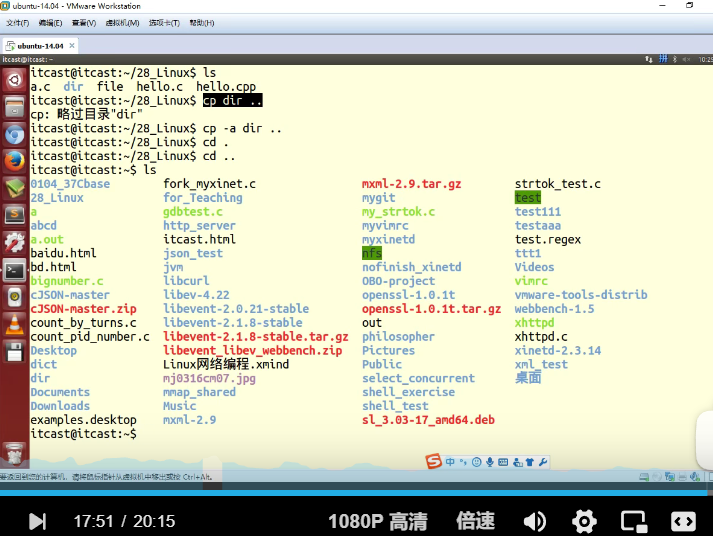 ubuntu-14.04 - VMware Workstation
文件(F) 编辑(E) 查看(V) 虚拟机(M) 选项卡(T) 帮助(H)
ubuntu-14.04 ×
itcast@itcast: ~
itcast@itcast:~/28_Linux$ ls
a.c dir file hello.c hello.cpp
itcast@itcast:~/28_Linux$ cp dir ..
cp: 略过目录"dir"
itcast@itcast:~/28_Linux$ cp -a dir ..
itcast@itcast:~/28_Linux$ cd .
itcast@itcast:~/28_Linux$ cd ..
itcast@itcast:~$ ls
0104_37Cbase fork_myxinet.c mxml-2.9.tar.gz strtok_test.c
28_Linux for_Teaching mygit test
a gdbtest.c my_strtok.c test111
abcd http_server myvimrc testaaa
a.out itcast.html myxinetd test.regex
baidu.html json_test nfs ttt1
bd.html jvm nofinish_xinetd Videos
bignumber.c libcurl OBO-project vimrc
cJSON-master libev-4.22 openssl-1.0.1t vmware-tools-distrib
cJSON-master.zip libevent-2.0.21-stable openssl-1.0.1t.tar.gz webbench-1.5
count_by_turns.c libevent-2.1.8-stable out xhttpd
count_pid_number.c libevent-2.1.8-stable.tar.gz philosopher xhttpd.c
Desktop libevent_libev_webbench.zip Pictures xinetd-2.3.14
dict Linux网络编程.xmind Public xml_test
dir mj0316cm07.jpg select_concurrent 桌面
Documents mmap_shared shell_exercise
Downloads Music shell_test
examples.desktop mxml-2.9 sl_3.03-17_amd64.deb
itcast@itcast:~$
中
要返回到您的计算机，请将鼠标指针从虚拟机中移出或按 Ctrl+Alt。
17:51 / 20:15 1080P 高清 倍速